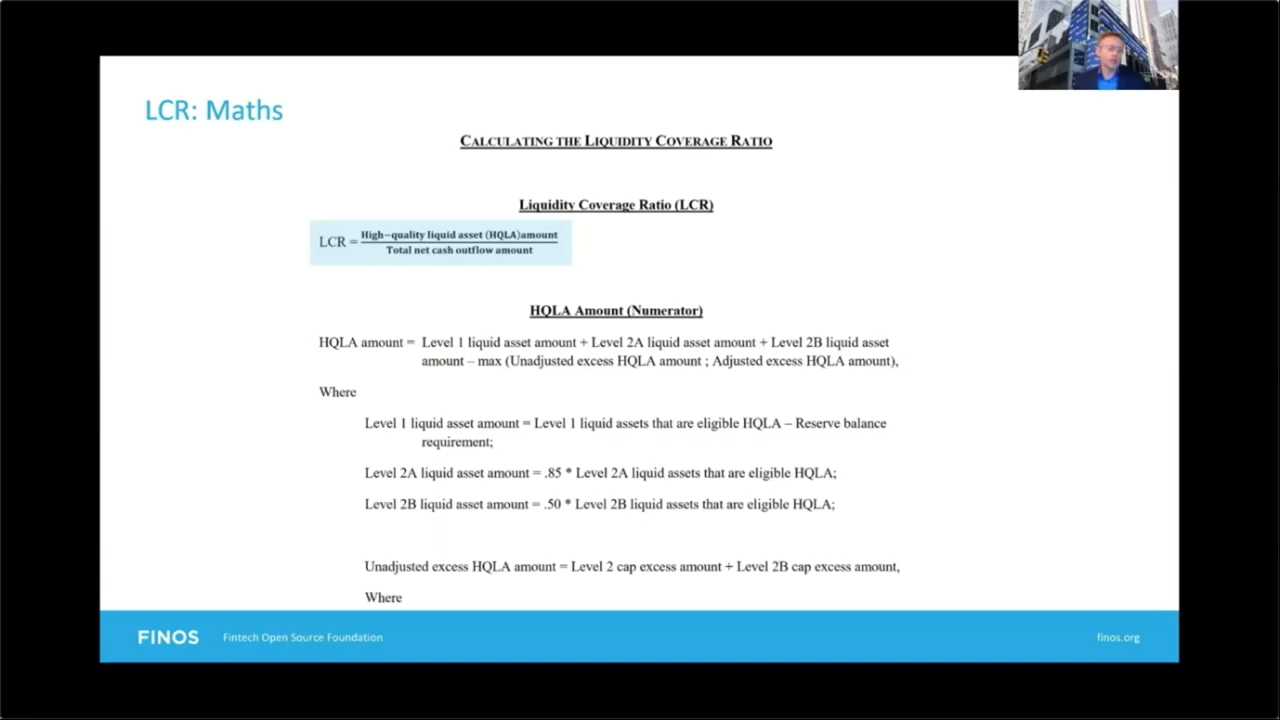 LCR: Maths
CALCULATING THE LIQUIDITY COVERAGE RATIO
Liquidity Coverage Ratio (LCR)
LCR = High-quality liquid asset (HQLA)amount
Total net cash outflow amount
HQLA Amount (Numerator)
HQLA amount = Level 1 liquid asset amount + Level 2A liquid asset amount + Level 2B liquid asset
amount – max (Unadjusted excess HQLA amount ; Adjusted excess HQLA amount),
Where
Level 1 liquid asset amount = Level 1 liquid assets that are eligible HQLA – Reserve balance
requirement;
Level 2A liquid asset amount = .85 * Level 2A liquid assets that are eligible HQLA;
Level 2B liquid asset amount = .50 * Level 2B liquid assets that are eligible HQLA;
Unadjusted excess HQLA amount = Level 2 cap excess amount + Level 2B cap excess amount,
Where
FINOS Fintech Open Source Foundation finos.org